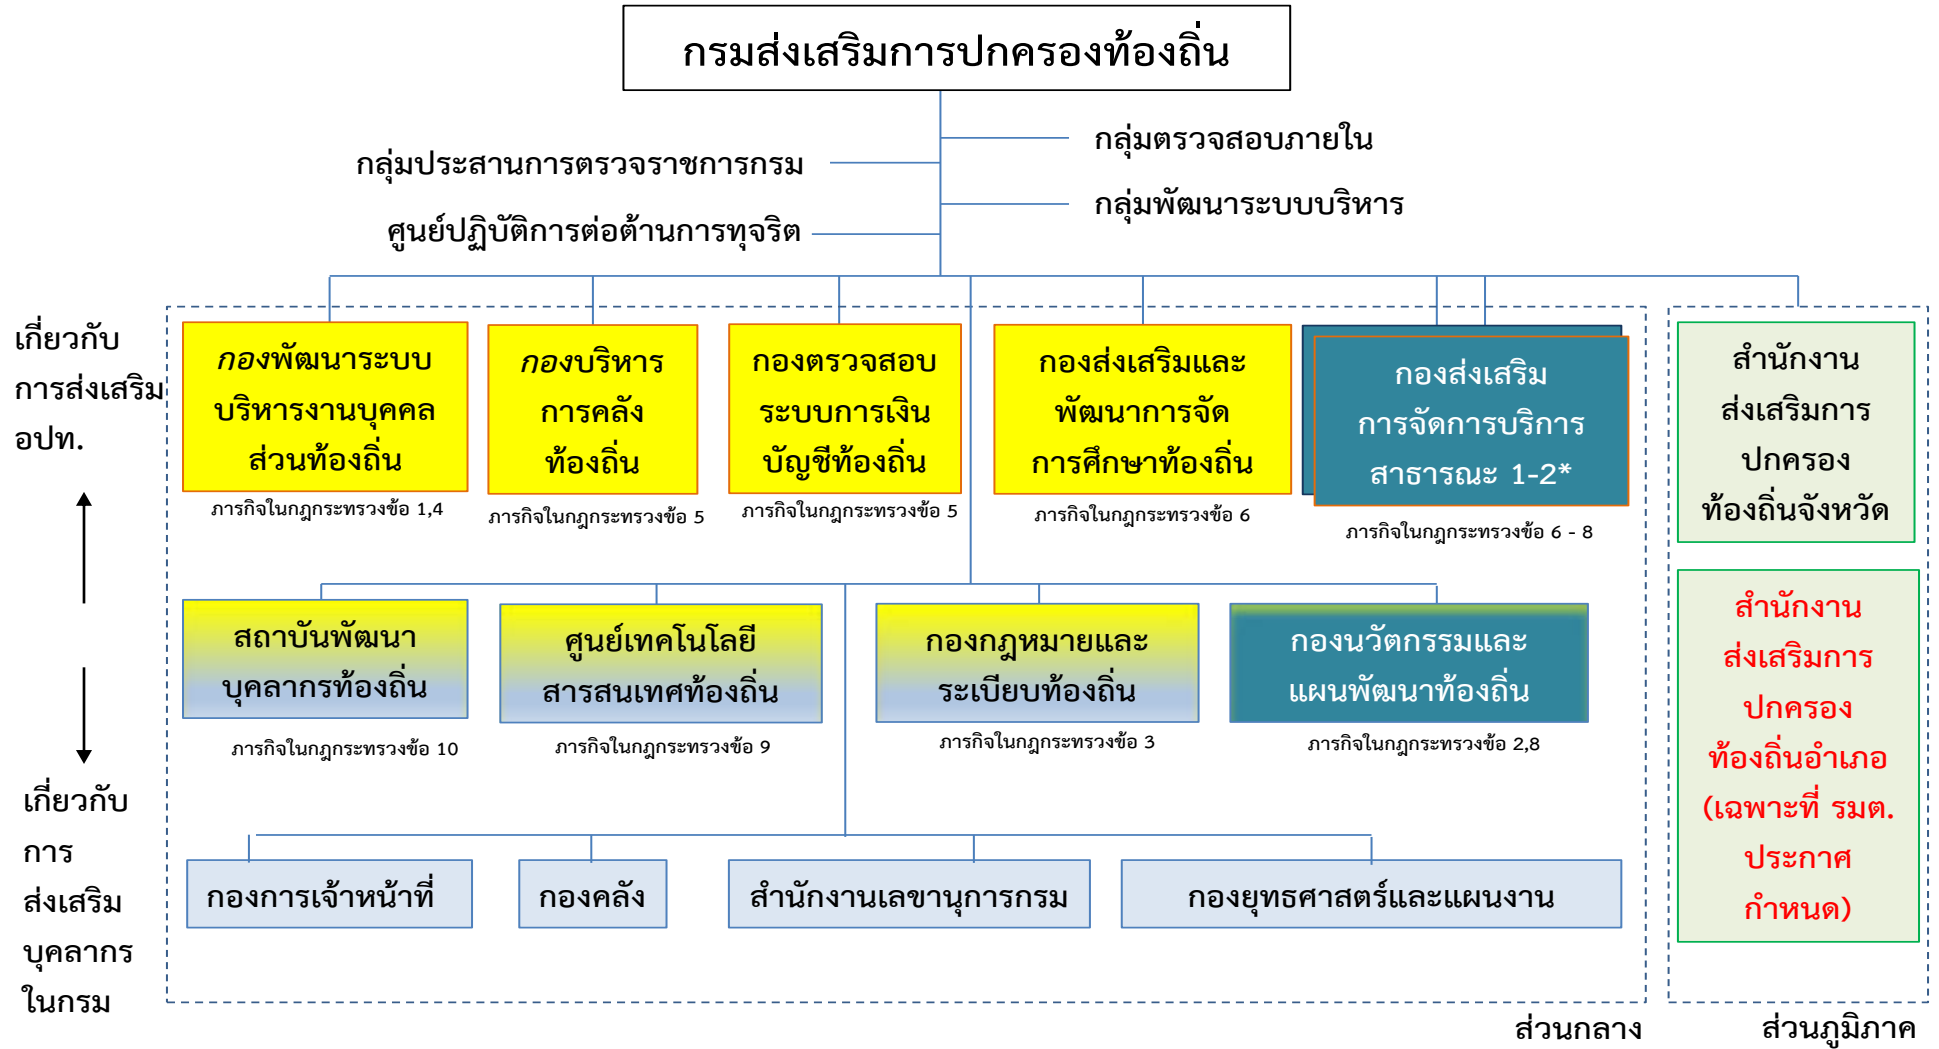 กรมส่งเสริมการปกครองท้องถิ่น
กลุ่มตรวจสอบภายใน
กลุ่มประสานการตรวจราชการกรม
กลุ่มพัฒนาระบบบริหาร
ศูนย์ปฏิบัติการต่อต้านการทุจริต
เกี่ยวกับ
การส่งเสริม
อปท.
กองพัฒนาระบบ
บริหารงานบุคคล
ส่วนท้องถิ่น
ภารกิจในกฎกระทรวงข้อ 1,4
กองบริหาร
การคลัง
ท้องถิ่น
ภารกิจในกฎกระทรวงข้อ 5
กองตรวจสอบ
ระบบการเงิน
บัญชีท้องถิ่น
ภารกิจในกฎกระทรวงข้อ 5
กองส่งเสริมและ
พัฒนาการจัด
การศึกษาท้องถิ่น
ภารกิจในกฎกระทรวงข้อ 6
กองส่งเสริม
การจัดการบริการ
สาธารณะ 1-2*
ภารกิจในกฎกระทรวงข้อ 6 - 8
สำนักงาน
ส่งเสริมการ
ปกครอง
ท้องถิ่นจังหวัด
สถาบันพัฒนา
บุคลากรท้องถิ่น
ภารกิจในกฎกระทรวงข้อ 10
ศูนย์เทคโนโลยี
สารสนเทศท้องถิ่น
ภารกิจในกฎกระทรวงข้อ 9
กองกฎหมายและ
ระเบียบท้องถิ่น
ภารกิจในกฎกระทรวงข้อ 3
กองนวัตกรรมและ
แผนพัฒนาท้องถิ่น
ภารกิจในกฎกระทรวงข้อ 2,8
สำนักงาน
ส่งเสริมการ
ปกครอง
ท้องถิ่นอำเภอ
(เฉพาะที่ รมต.
ประกาศ
กำหนด)
เกี่ยวกับ
การ
ส่งเสริม
บุคลากร
ในกรม
กองการเจ้าหน้าที่
กองคลัง
สำนักงานเลขานุการกรม
กองยุทธศาสตร์และแผนงาน
ส่วนกลาง
ส่วนภูมิภาค